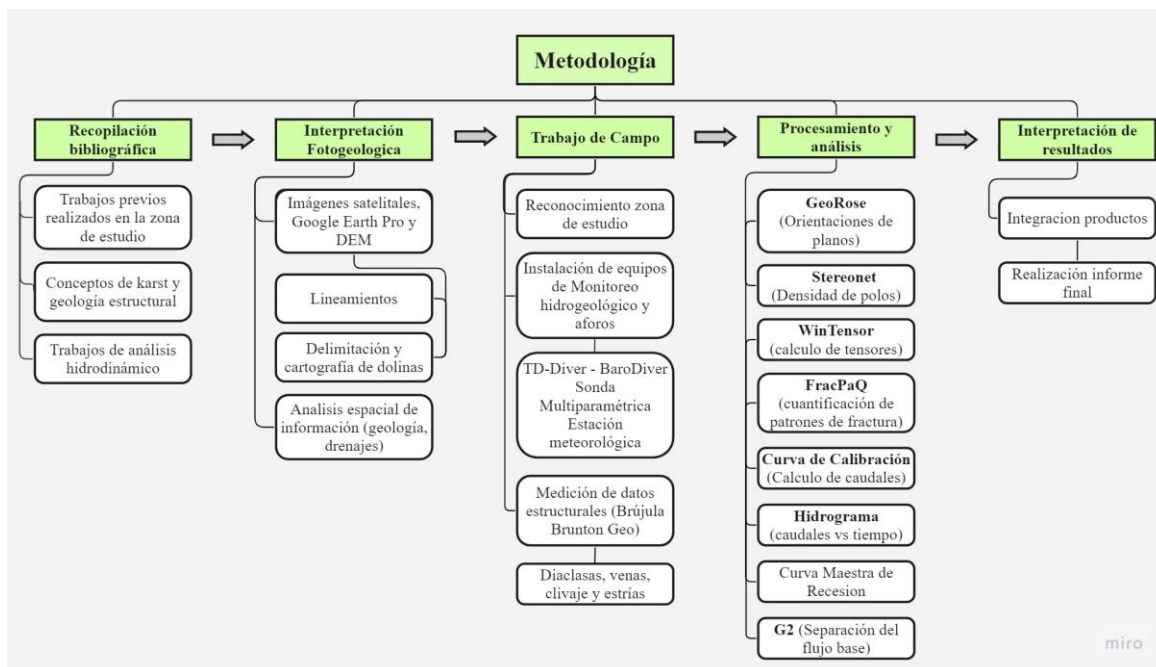 Metodología
Recopilación
bibliográfica
Trabajos previos
realizados en la zona
de estudio
Conceptos de karst y
geología estructural
Trabajos de análisis
hidrodinámico
Interpretación
Fotogeologica
Imágenes satelitales,
Google Earth Pro y
DEM
Lineamientos
Delimitación y
cartografía de dolinas
Analisis espacial de
información (geología,
drenajes)
Trabajo de Campo
Reconocimiento zona
de estudio
Instalación de equipos
de Monitoreo
hidrogeológico y
aforos
TD-Diver - BaroDiver
Sonda
Multiparamétrica
Estación
meteorológica
Medición de datos
estructurales (Brújula
Brunton Geo)
Diaclasas, venas,
clivaje y estrías
Procesamiento y
análisis
GeoRose
(Orientaciones de
planos)
Stereonet
(Densidad de polos)
WinTensor
(calculo de tensores)
FracPaQ
(cuantificación de
patrones de fractura)
Curva de Calibración
(Calculo de caudales)
Hidrograma
(caudales vs tiempo)
Curva Maestra de
Recesion
G2 (Separación del
flujo base)
Interpretación de
resultados
Integracion productos
Realización informe
final
miro